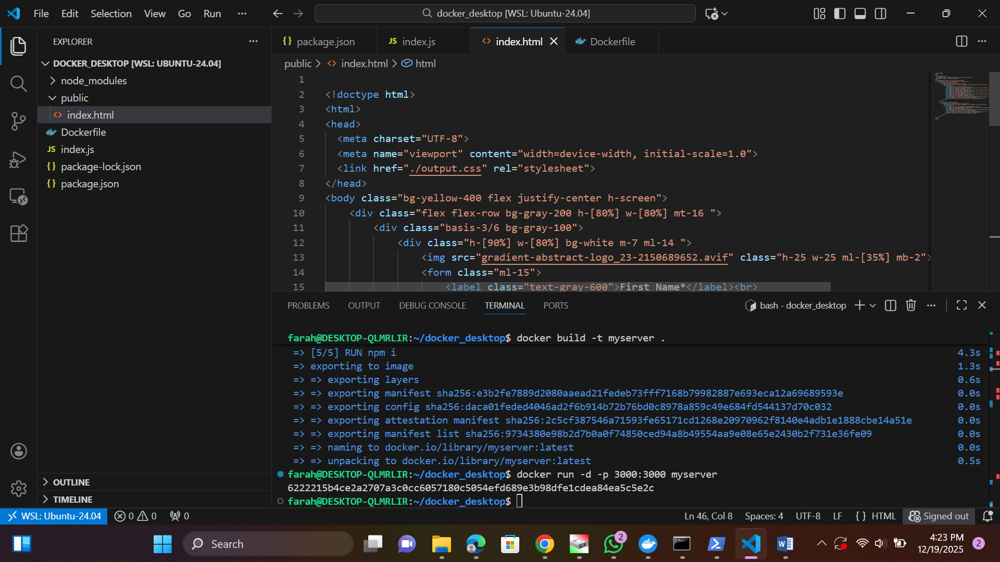 File Edit Selection View Go Run ···
docker_desktop [WSL: Ubuntu-24.04]
EXPLORER
DOCKER_DESKTOP [WSL: UBUNTU-24.04]
node_modules
public
<> index.html
Dockerfile
JS index.js
{} package-lock.json
{} package.json
OUTLINE
TIMELINE
{} package.json
JS index.js
<> index.html
Dockerfile
public > <> index.html > html
1
2 <!doctype html>
3 <html>
4 <head>
5 <meta charset="UTF-8">
6 <meta name="viewport" content="width=device-width, initial-scale=1.0">
7 <link href="./output.css" rel="stylesheet">
8 </head>
9 <body class="bg-yellow-400 flex justify-center h-screen">
10 <div class="flex flex-row bg-gray-200 h-[80%] w-[80%] mt-16 ">
11 <div class="basis-3/6 bg-gray-100">
12 <div class="h-[90%] w-[80%] bg-white m-7 ml-14 ">
13 <img src="gradient-abstract-logo_23-2150689652.avif" class="h-25 w-25 ml-[35%] mb-2">
14 <form class="ml-15">
15 <label class="text-gray-600">First Name*</label><br>
PROBLEMS OUTPUT DEBUG CONSOLE TERMINAL PORTS
bash - docker_desktop
farah@DESKTOP-QLMRLIR:~/docker_desktop$ docker build -t myserver .
=> [5/5] RUN npm i 4.3s
=> exporting to image 1.3s
=> => exporting layers 0.6s
=> => exporting manifest sha256:e3b2fe7889d2080aaead21fedeb73fff7168b79982887e693eca12a69689593e 0.0s
=> => exporting config sha256:daca01feded4046ad2f6b914b72b76bd0c8978a859c49e684fd544137d70c032 0.0s
=> => exporting attestation manifest sha256:2c5cf387546a71593fe65171cd1268e20970962f8140e4adb1e1888cbe14a51e 0.0s
=> => exporting manifest list sha256:9734380e98b2d7b0a0f74850ced94a8b49554aa9e08e65e2430b2f731e36fe09 0.0s
=> => naming to docker.io/library/myserver:latest 0.0s
=> => unpacking to docker.io/library/myserver:latest 0.5s
farah@DESKTOP-QLMRLIR:~/docker_desktop$ docker run -d -p 3000:3000 myserver
6222215b4ce2a2707a3c0cc6057180c5054efd689e3b98dfe1cdea84ea5c5e2c
farah@DESKTOP-QLMRLIR:~/docker_desktop$
WSL: Ubuntu-24.04 0 0 0
Ln 46, Col 8 Spaces: 4 UTF-8 LF {} HTML Signed out
Search
2
4:23 PM
12/19/2025
2